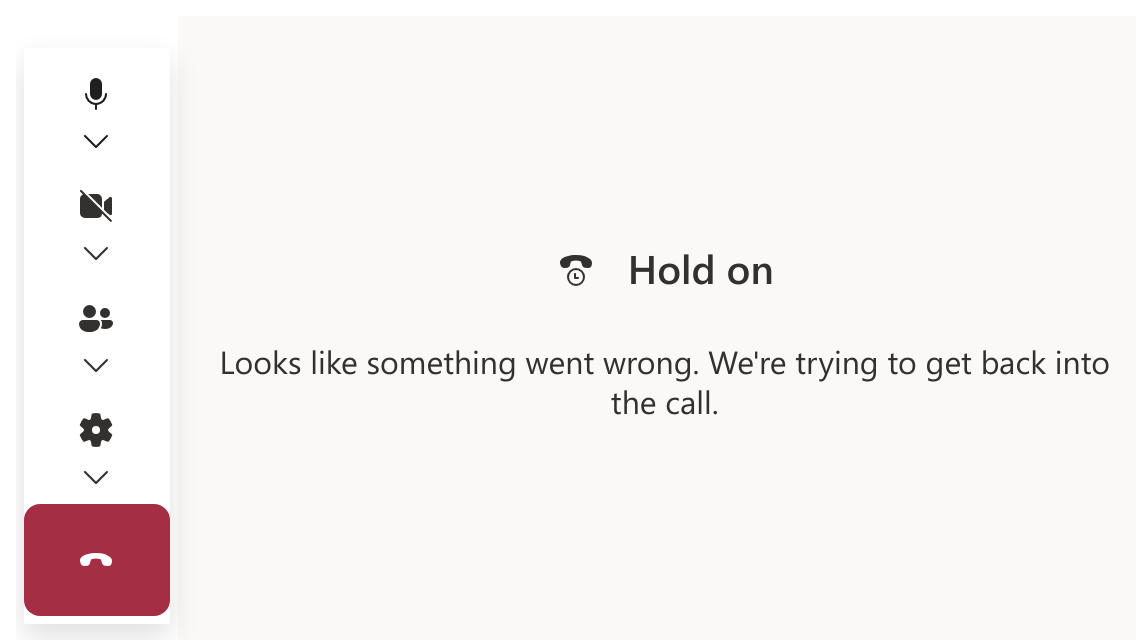 Hold on
Looks like something went wrong. We're trying to get back into
the call.